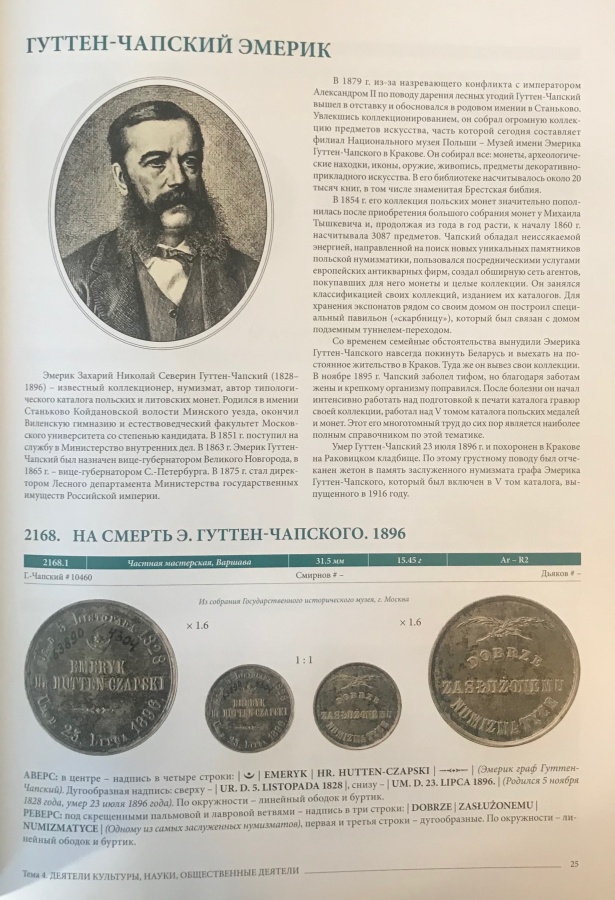 ГУТТЕН-ЧАПСКИЙ ЭМЕРИК
Эмерик Захарий Николай Северин Гуттен-Чапский (1828–
1896) – известный коллекционер, нумизмат, автор типологи-
ческого каталога польских и литовских монет. Родился в имении
Станьково Койдановской волости Минского уезда, окончил
Виленскую гимназию и естествоведческий факультет Москов-
ского университета со степенью кандидата. В 1851 г. поступил на
службу в Министерство внутренних дел. В 1863 г. Эмерик Гуттен-
Чапский был назначен вице-губернатором Великого Новгорода, в
1865 г. – вице-губернатором С.-Петербурга. В 1875 г. стал дирек-
тором Лесного департамента Министерства государственных
имуществ Российской империи.
В 1879 г. из-за назревающего конфликта с императором
Александром II по поводу дарения лесных угодий Гуттен-Чапский
вышел в отставку и обосновался в родовом имении в Станьково.
Увлекшись коллекционированием, он собрал огромную коллек-
цию предметов искусства, часть которой сегодня составляет
филиал Национального музея Польши – Музей имени Эмерика
Гуттен-Чапского в Кракове. Он собирал все: монеты, археологиче-
ские находки, иконы, оружие, живопись, предметы декоративно-
прикладного искусства. В его библиотеке насчитывалось около 20
тысяч книг, в том числе знаменитая Брестская библия.
В 1854 г. его коллекция польских монет значительно попол-
нилась после приобретения большого собрания монет у Михаила
Тышкевича и, продолжая из года в год расти, к началу 1860 г.
насчитывала 3087 предметов. Чапский обладал неиссякаемой
энергией, направленной на поиск новых уникальных памятников
польской нумизматики, пользовался посредническими услугами
европейских антикварных фирм, создал обширную сеть агентов,
покупавших для него монеты и целые коллекции. Он занялся
классификацией своих коллекций, изданием их каталогов. Для
хранения экспонатов рядом со своим домом он построил специ-
альный павильон («скарбницу»), который был связан с домом
подземным туннелем-переходом.
Со временем семейные обстоятельства вынудили Эмерика
Гуттен-Чапского навсегда покинуть Беларусь и выехать на по-
стоянное жительство в Краков. Туда же он вывез свои коллекции.
В ноябре 1895 г. Чапский заболел тифом, но благодаря заботам
жены и крепкому организму поправился. После болезни он начал
интенсивно работать над подготовкой к печати каталога гравюр
своей коллекции, работал над V томом каталога польских медалей
и монет. Этот его многотомный труд до сих пор является наиболее
полным справочником по этой тематике.
Умер Гуттен-Чапский 23 июля 1896 г. и похоронен в Кракове
на Раковицком кладбище. По этому грустному поводу был отче-
канен жетон в память заслуженного нумизмата графа Эмерика
Гуттен-Чапского, который был включен в V том каталога, вы-
пущенного в 1916 году.
2168. НА СМЕРТЬ Э. ГУТТЕН-ЧАПСКОГО. 1896
2168.1 Частная мастерская, Варшава 31.5 мм 15.45 г Ar – R2
Г.-Чапский # 10460 Смирнов # – Дьяков # –
Из собрания Государственного исторического музея, г. Москва
× 1.6
× 1.6
1 : 1
UR. D. 5. LISTOPADA 1828
EMERYK
HR. HUTTEN-CZAPSKI
UM. D. 23. LIPCA 1896.
EMERYK
HR. HUTTEN-CZAPSKI
DOBRZE
ZASŁUŻONEMU
NUMIZMATYCE
DOBRZE
ZASŁUŻONEMU
NUMIZMATYCE
АВЕРС: в центре – надпись в четыре строки: | | EMERYK | HR. HUTTEN-CZAPSKI | | (Эмерик граф Гуттен-
Чапский). Дугообразная надпись: сверху – | UR. D. 5. LISTOPADA 1828 |, снизу – | UM. D. 23. LIPCA 1896. | (Родился 5 ноября
1828 года, умер 23 июля 1896 года). По окружности – линейный ободок и буртик.
РЕВЕРС: под скрещенными пальмовой и лавровой ветвями – надпись в три строки: | DOBRZE | ZASŁUŻONEMU |
NUMIZMATYCE | (Одному из самых заслуженных нумизматов), первая и третья строки – дугообразные. По окружности – ли-
нейный ободок и буртик.
Тема 4. ДЕЯТЕЛИ КУЛЬТУРЫ, НАУКИ, ОБЩЕСТВЕННЫЕ ДЕЯТЕЛИ 25